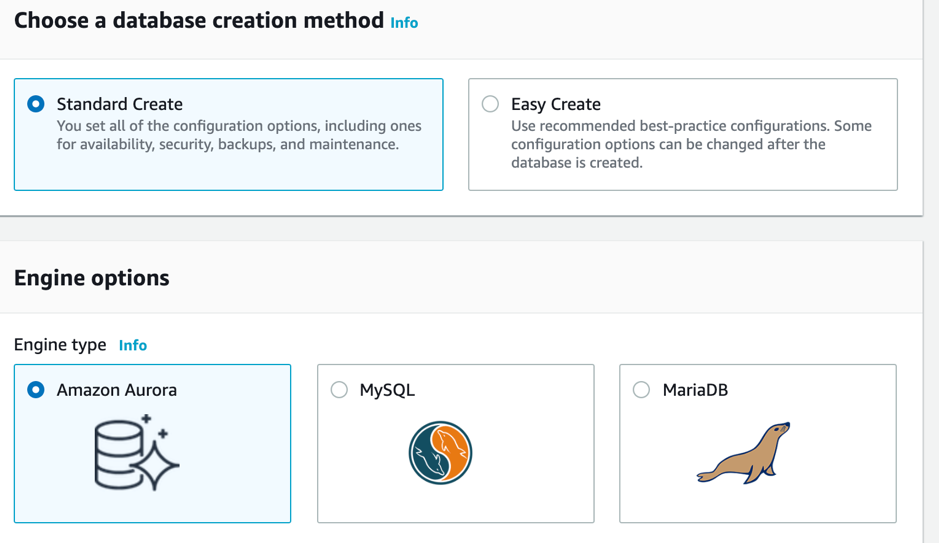 Choose a database creation method Info
Standard Create
You set all of the configuration options, including ones
for availability, security, backups, and maintenance.
Easy Create
Use recommended best-practice configurations. Some
configuration options can be changed after the
database is created.
Engine options
Engine type Info
Amazon Aurora
MySQL
MariaDB